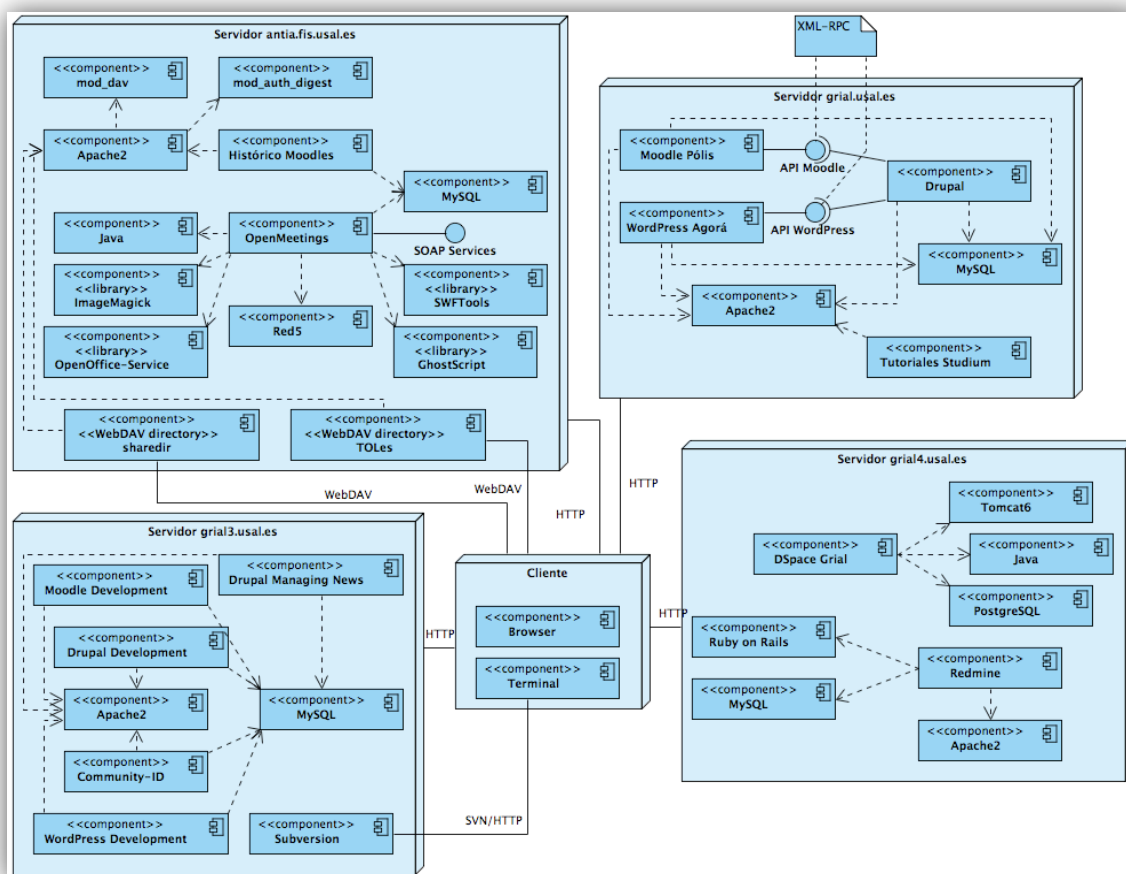 Servidor antia.fis.usal.es
<<component>>
mod_dav
<<component>>
mod_auth_digest
<<component>>
Apache2
<<component>>
Histórico Moodles
<<component>>
MySQL
<<component>>
Java
<<component>>
OpenMeetings
SOAP Services
<<component>>
<<library>>
ImageMagick
<<component>>
<<library>>
SWFTools
<<component>>
Red5
<<component>>
<<library>>
OpenOffice-Service
<<component>>
<<library>>
GhostScript
<<component>>
<<WebDAV directory>>
sharedir
<<component>>
<<WebDAV directory>>
TOLes
XML-RPC
Servidor grial.usal.es
<<component>>
Moodle Pólis
API Moodle
<<component>>
Drupal
<<component>>
WordPress Agorá
API WordPress
<<component>>
MySQL
<<component>>
Apache2
<<component>>
Tutoriales Studium
WebDAV
WebDAV
HTTP
HTTP
Servidor grial3.usal.es
<<component>>
Moodle Development
<<component>>
Drupal Managing News
<<component>>
Drupal Development
<<component>>
Apache2
<<component>>
MySQL
<<component>>
Community-ID
<<component>>
WordPress Development
<<component>>
Subversion
HTTP
SVN/HTTP
Cliente
<<component>>
Browser
<<component>>
Terminal
HTTP
Servidor grial4.usal.es
<<component>>
Tomcat6
<<component>>
DSpace Grial
<<component>>
Java
<<component>>
PostgreSQL
<<component>>
Ruby on Rails
<<component>>
Redmine
<<component>>
MySQL
<<component>>
Apache2